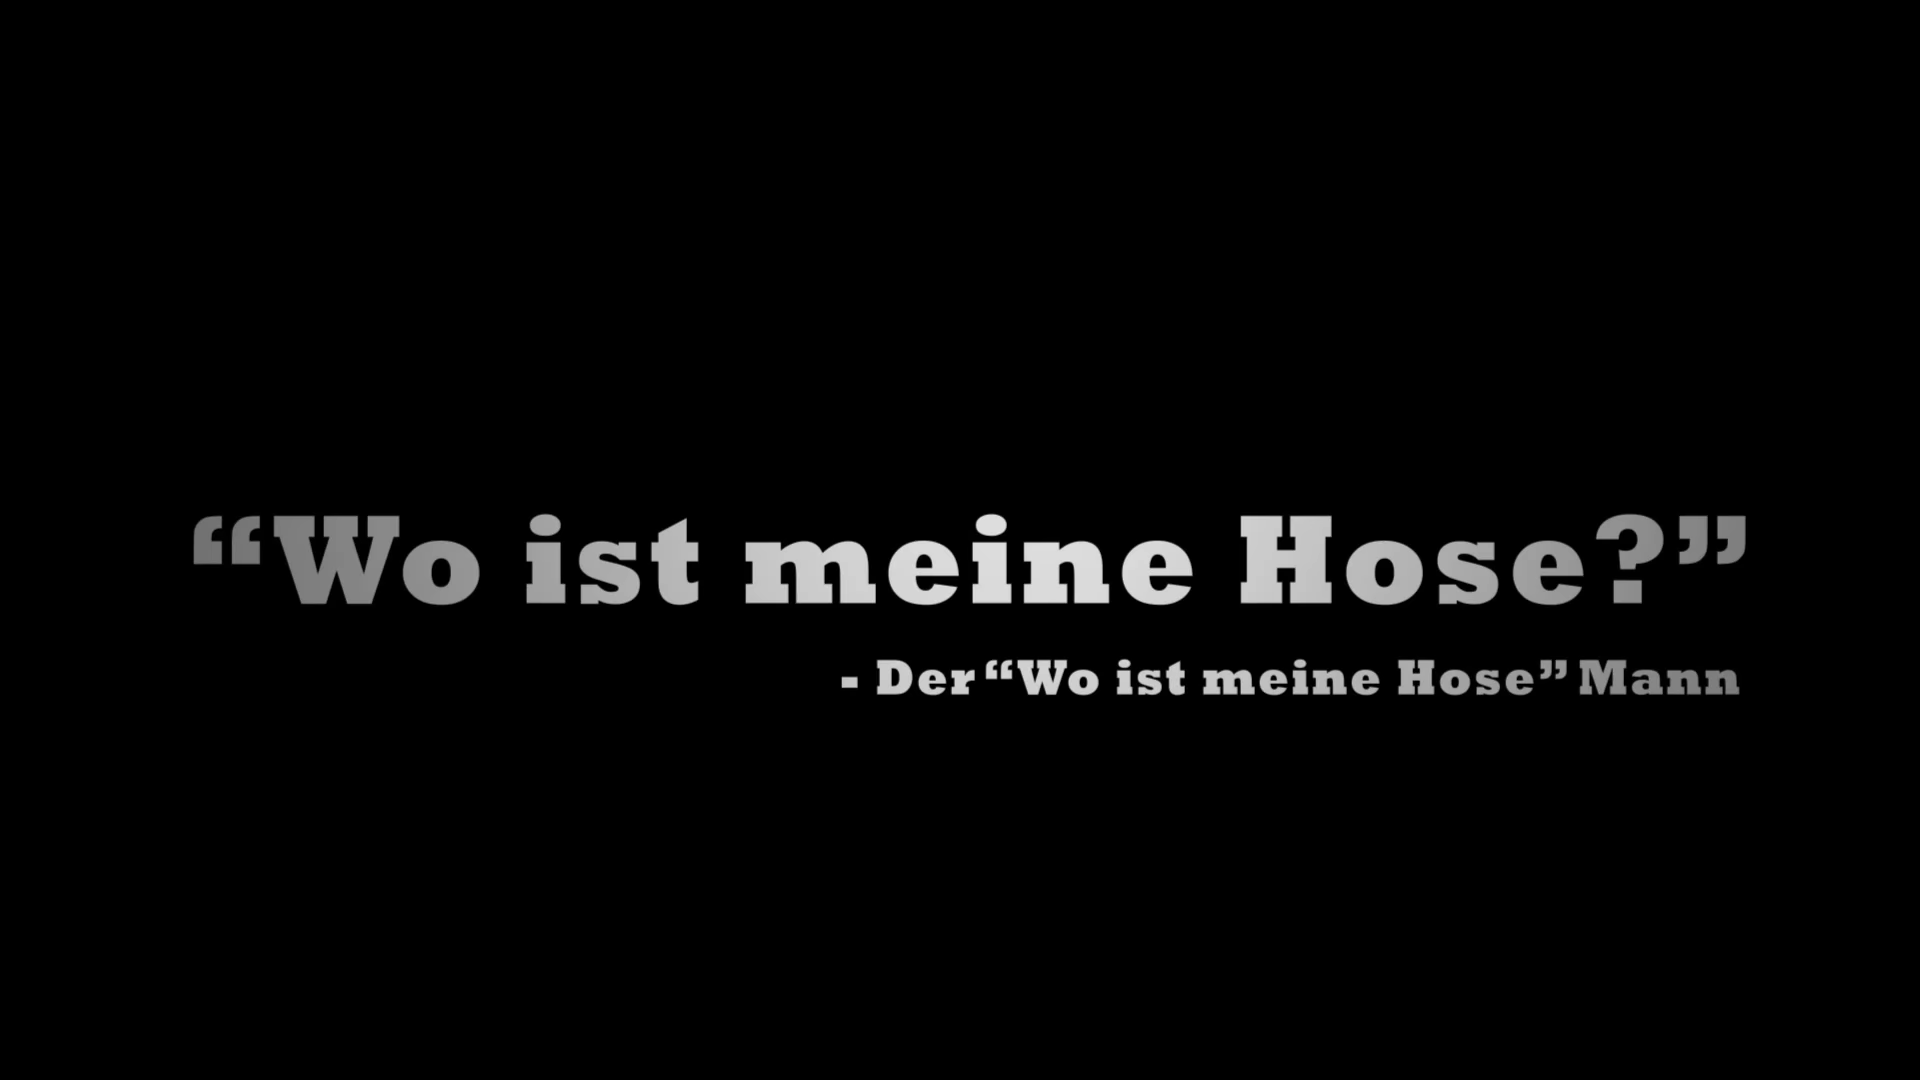 “Wo ist meine Hose?”
- Der “Wo ist meine Hose” Mann